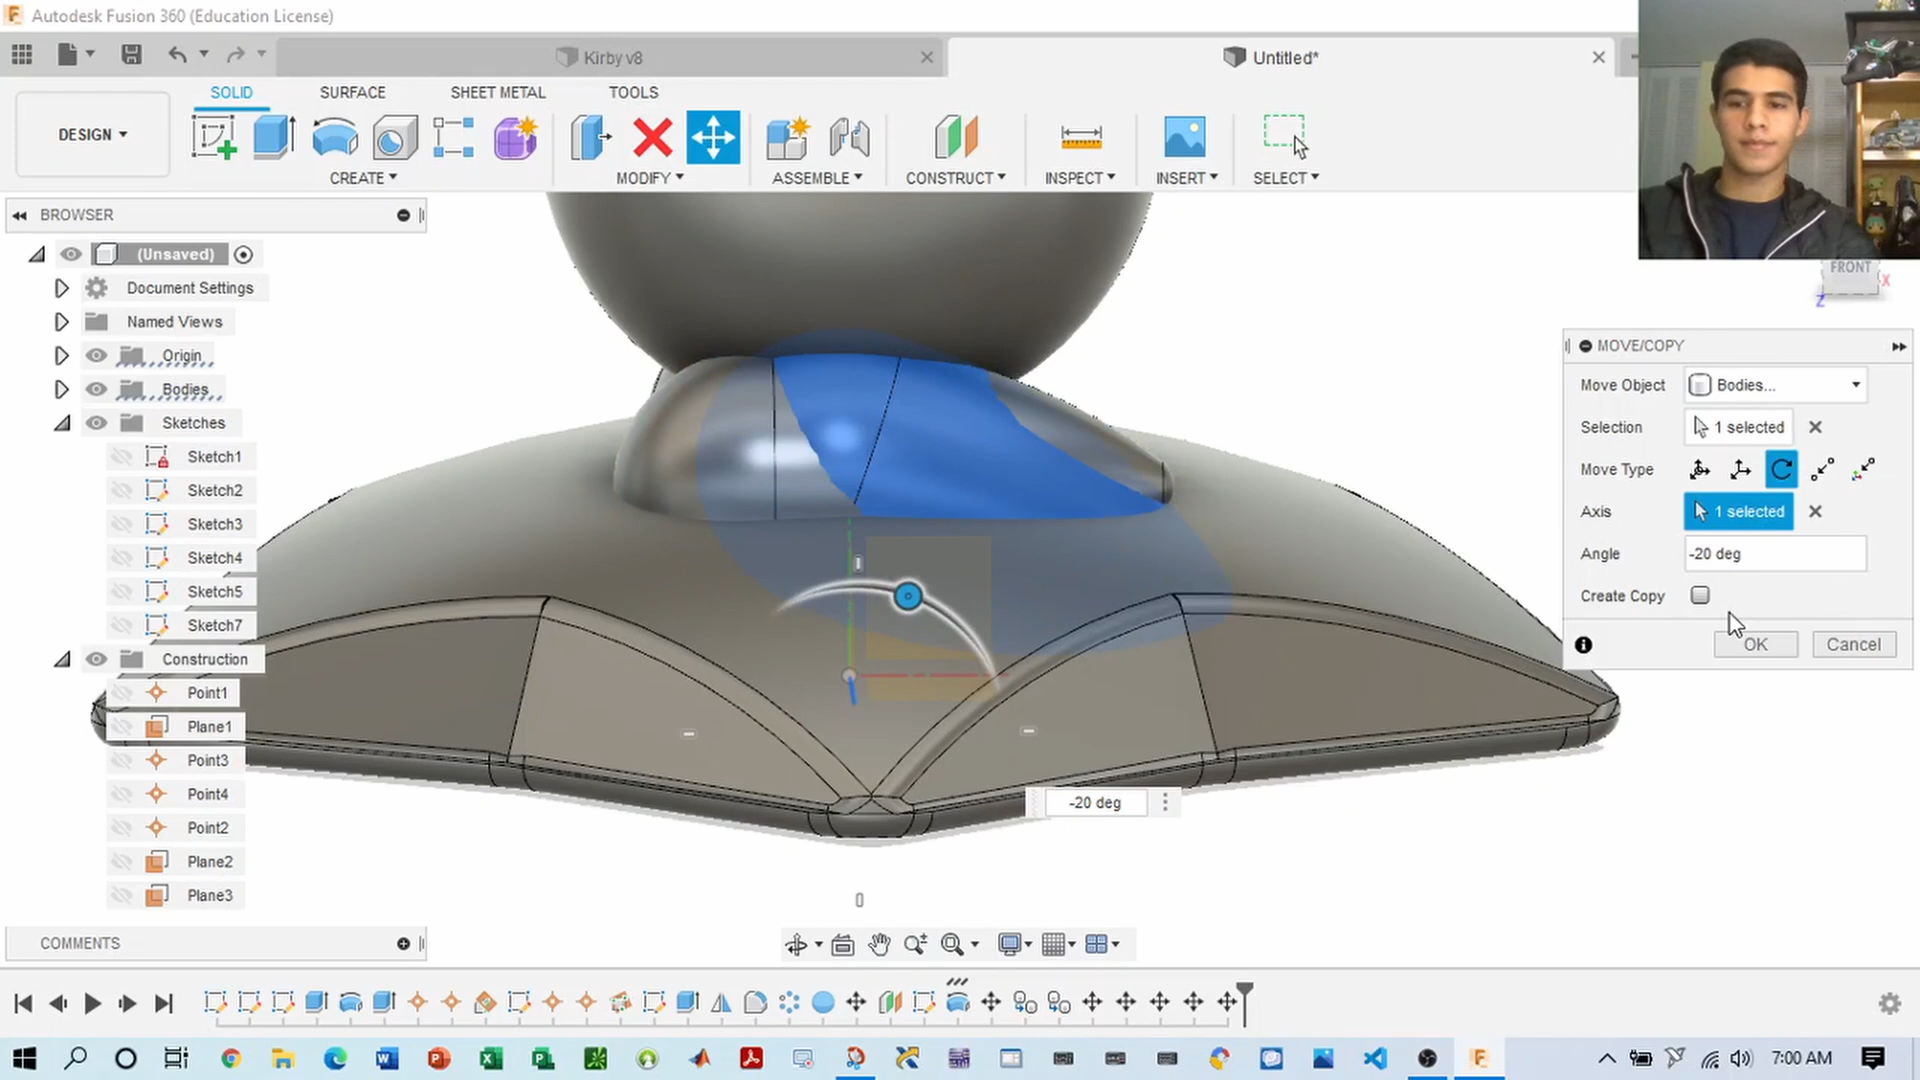 Autodesk Fusion 360 (Education License)
Kirby v8
Untitled*
SOLID
SURFACE
SHEET METAL
TOOLS
DESIGN
CREATE
MODIFY
ASSEMBLE
CONSTRUCT
INSPECT
INSERT
SELECT
BROWSER
(Unsaved)
Document Settings
Named Views
Origin
Bodies
Sketches
Sketch1
Sketch2
Sketch3
Sketch4
Sketch5
Sketch7
Construction
Point1
Plane1
Point3
Point4
Point2
Plane2
Plane3
COMMENTS
FRONT
X
Z
MOVE/COPY
Move Object
Bodies...
Selection
1 selected
Move Type
Axis
1 selected
Angle
-20 deg
Create Copy
OK
Cancel
-20 deg
7:00 AM